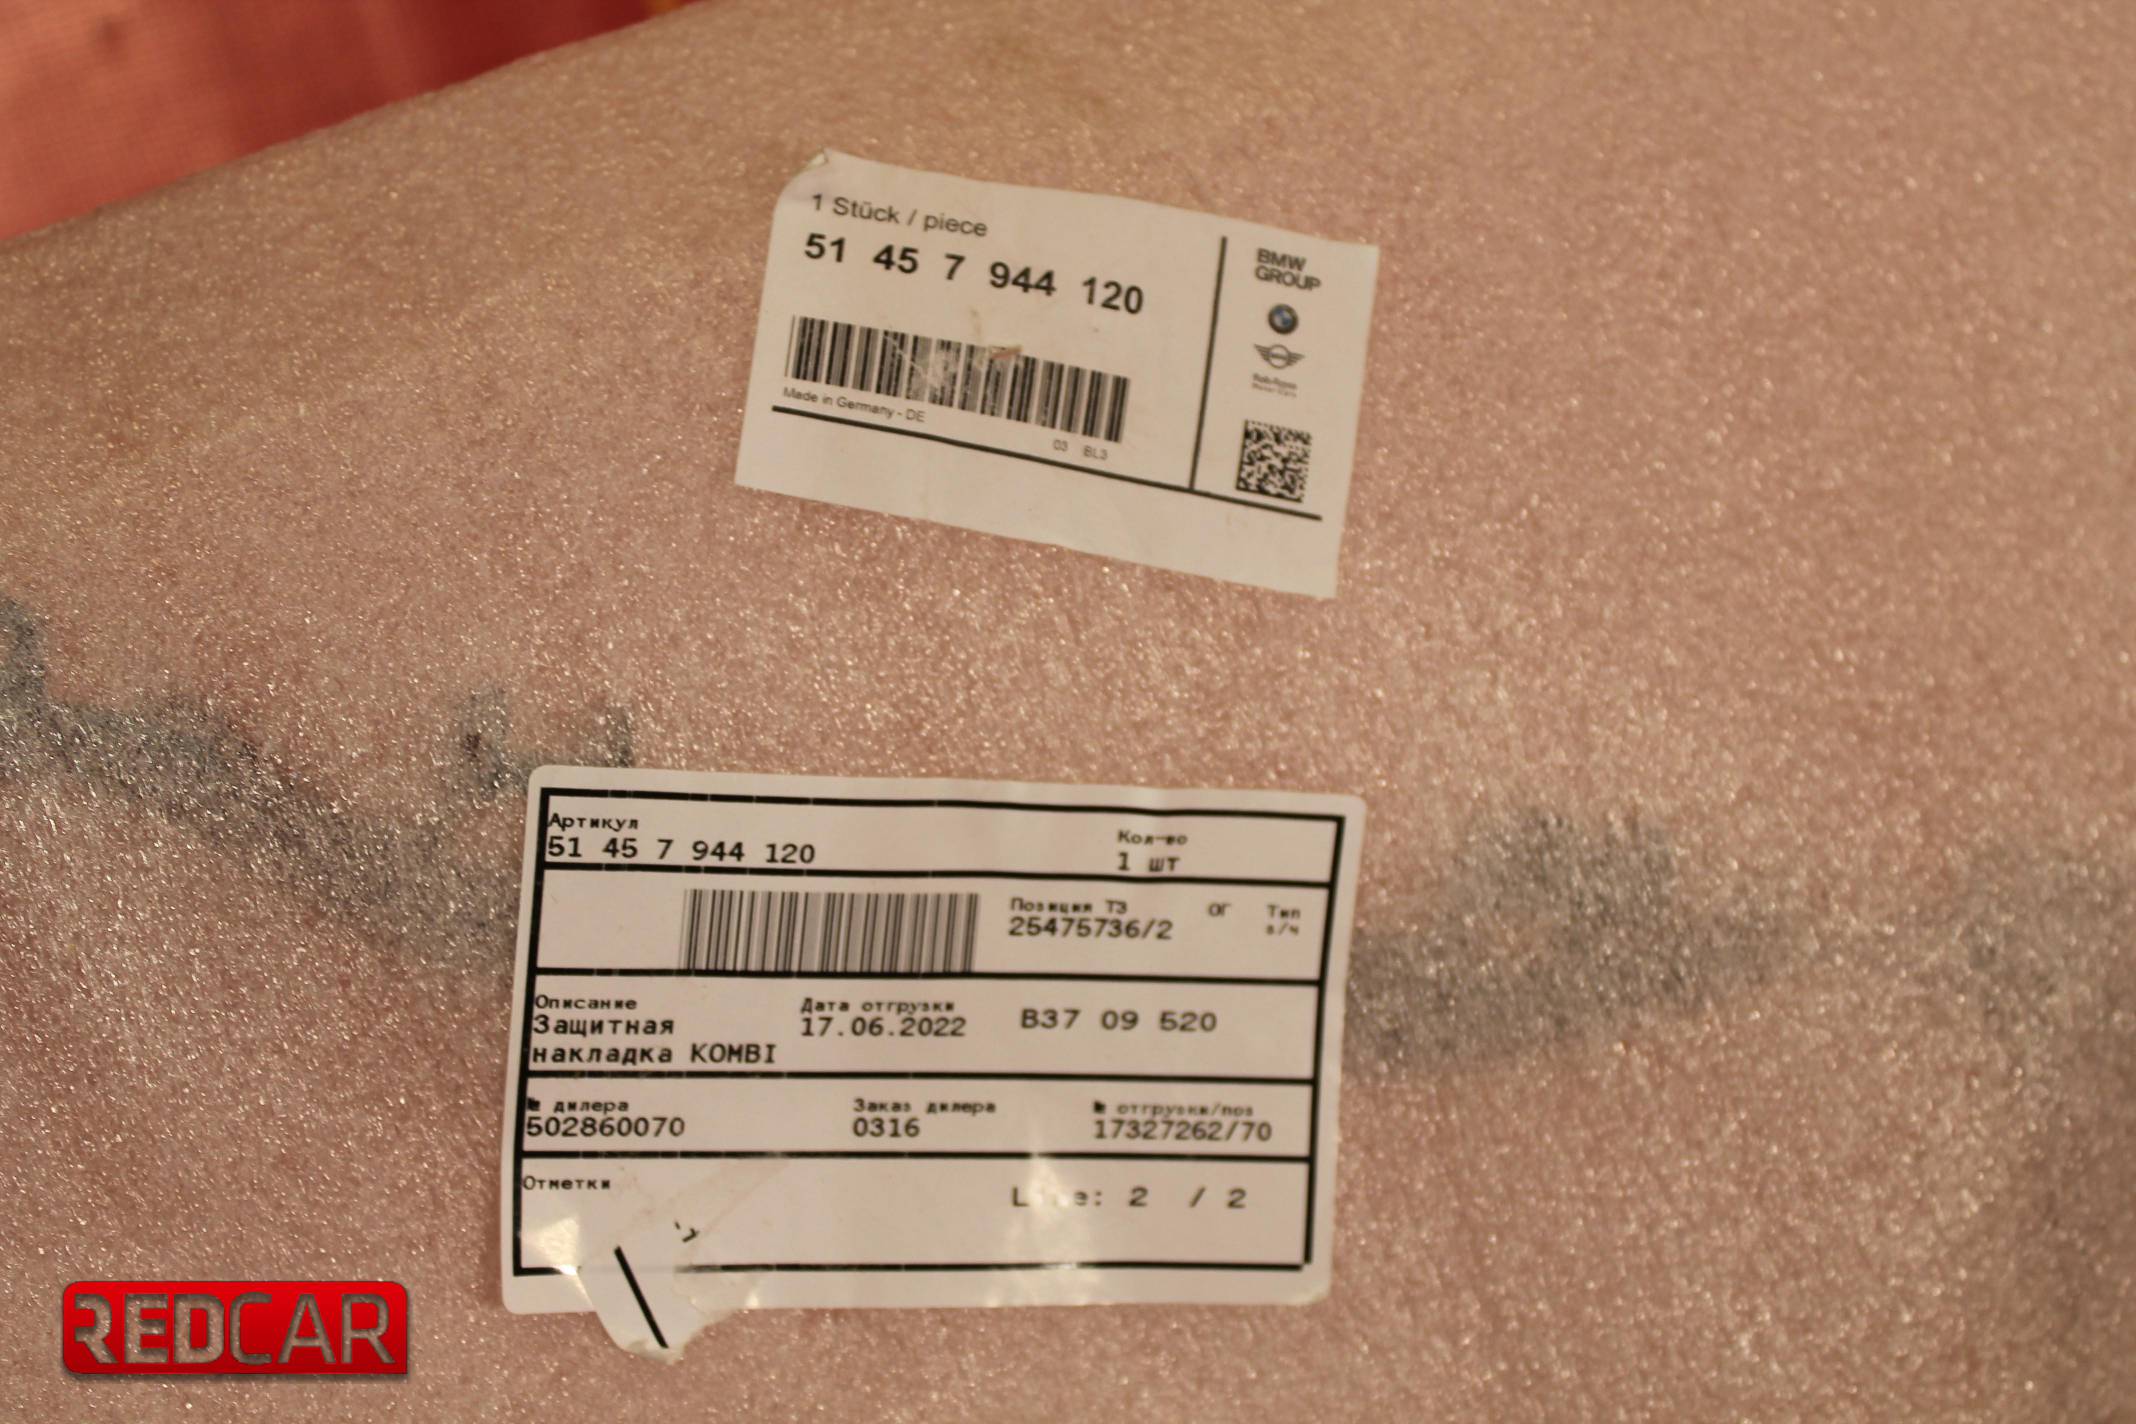 1 Stück / piece
51 45 7 944 120
Made in Germany - DE
03 BL3
BMW
GROUP
Артикул
51 45 7 944 120
Кол-во
1 шт
Позиция ТЗ
25475736/2
ОГ
Тип
з/ч
Описание
Защитная
накладка KOMBI
Дата отгрузки
17.06.2022
B37 09 520
№ дилера
502860070
Заказ дилера
0316
№ отгрузки/поз
17327262/70
Отметки
2 / 2
REDCAR